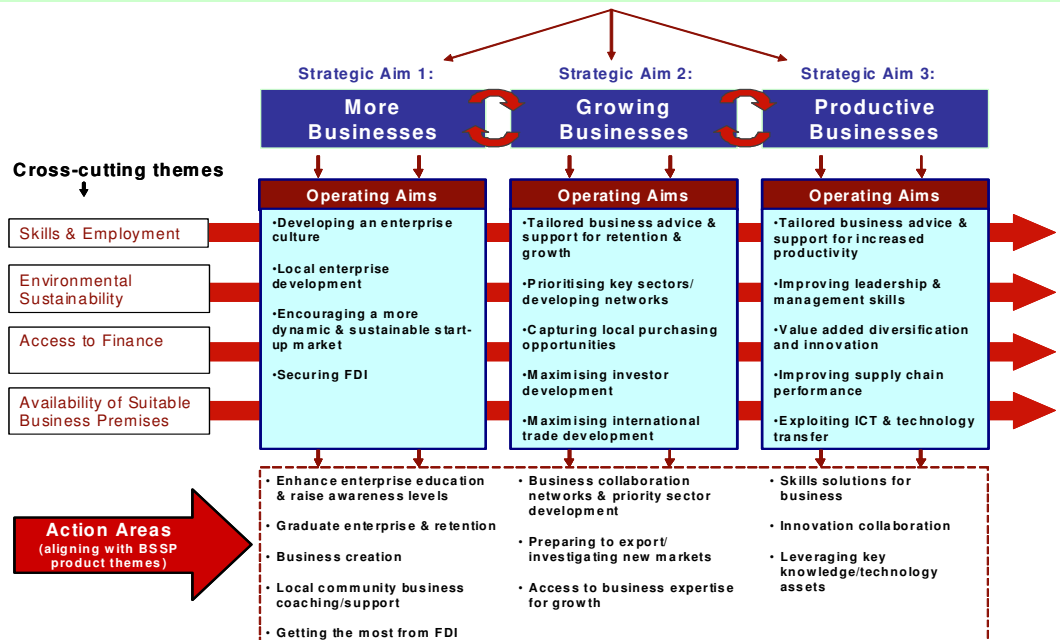 Strategic Aim 1:
Strategic Aim 2:
Strategic Aim 3:
More
Businesses
Growing
Businesses
Productive
Businesses
Cross-cutting themes
Skills & Employment
Environmental
Sustainability
Access to Finance
Availability of Suitable
Business Premises
Operating Aims
•Developing an enterprise
culture
•Local enterprise
development
•Encouraging a more
dynamic & sustainable start-
up market
•Securing FDI
Operating Aims
•Tailored business advice &
support for retention &
growth
•Prioritising key sectors/
developing networks
•Capturing local purchasing
opportunities
•Maximising investor
development
•Maximising international
trade development
Operating Aims
•Tailored business advice &
support for increased
productivity
•Improving leadership &
management skills
•Value added diversification
and innovation
•Improving supply chain
performance
•Exploiting ICT & technology
transfer
Action Areas
(aligning with BSSP
product themes)
• Enhance enterprise education
& raise awareness levels
• Graduate enterprise & retention
• Business creation
• Local community business
coaching/support
• Getting the most from FDI
• Business collaboration
networks & priority sector
development
• Preparing to export/
investigating new markets
• Access to business expertise
for growth
• Skills solutions for
business
• Innovation collaboration
• Leveraging key
knowledge/technology
assets